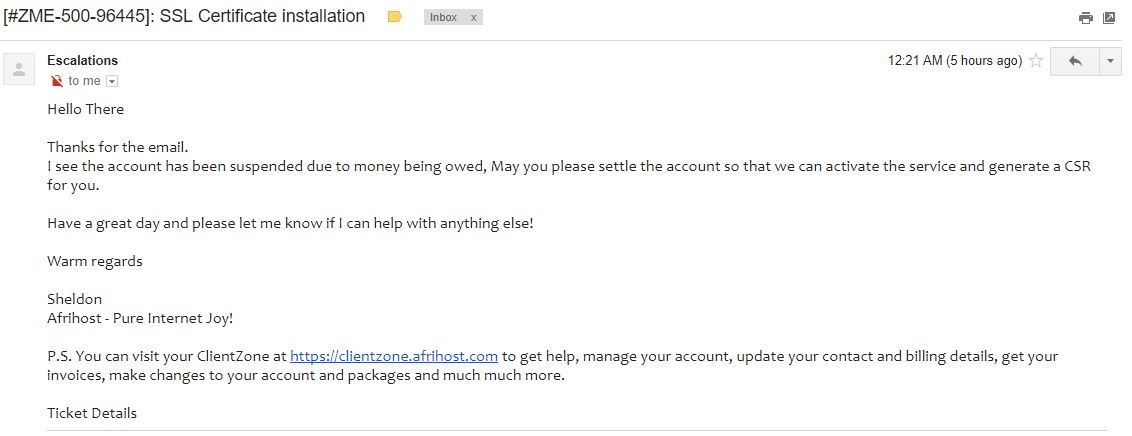 [#ZME-500-96445]: SSL Certificate installation
Inbox x
Escalations
12:21 AM (5 hours ago)
to me
Hello There
Thanks for the email.
I see the account has been suspended due to money being owed, May you please settle the account so that we can activate the service and generate a CSR
for you.
Have a great day and please let me know if I can help with anything else!
Warm regards
Sheldon
Afrihost - Pure Internet Joy!
P.S. You can visit your ClientZone at https://clientzone.afrihost.com to get help, manage your account, update your contact and billing details, get your
invoices, make changes to your account and packages and much much more.
Ticket Details